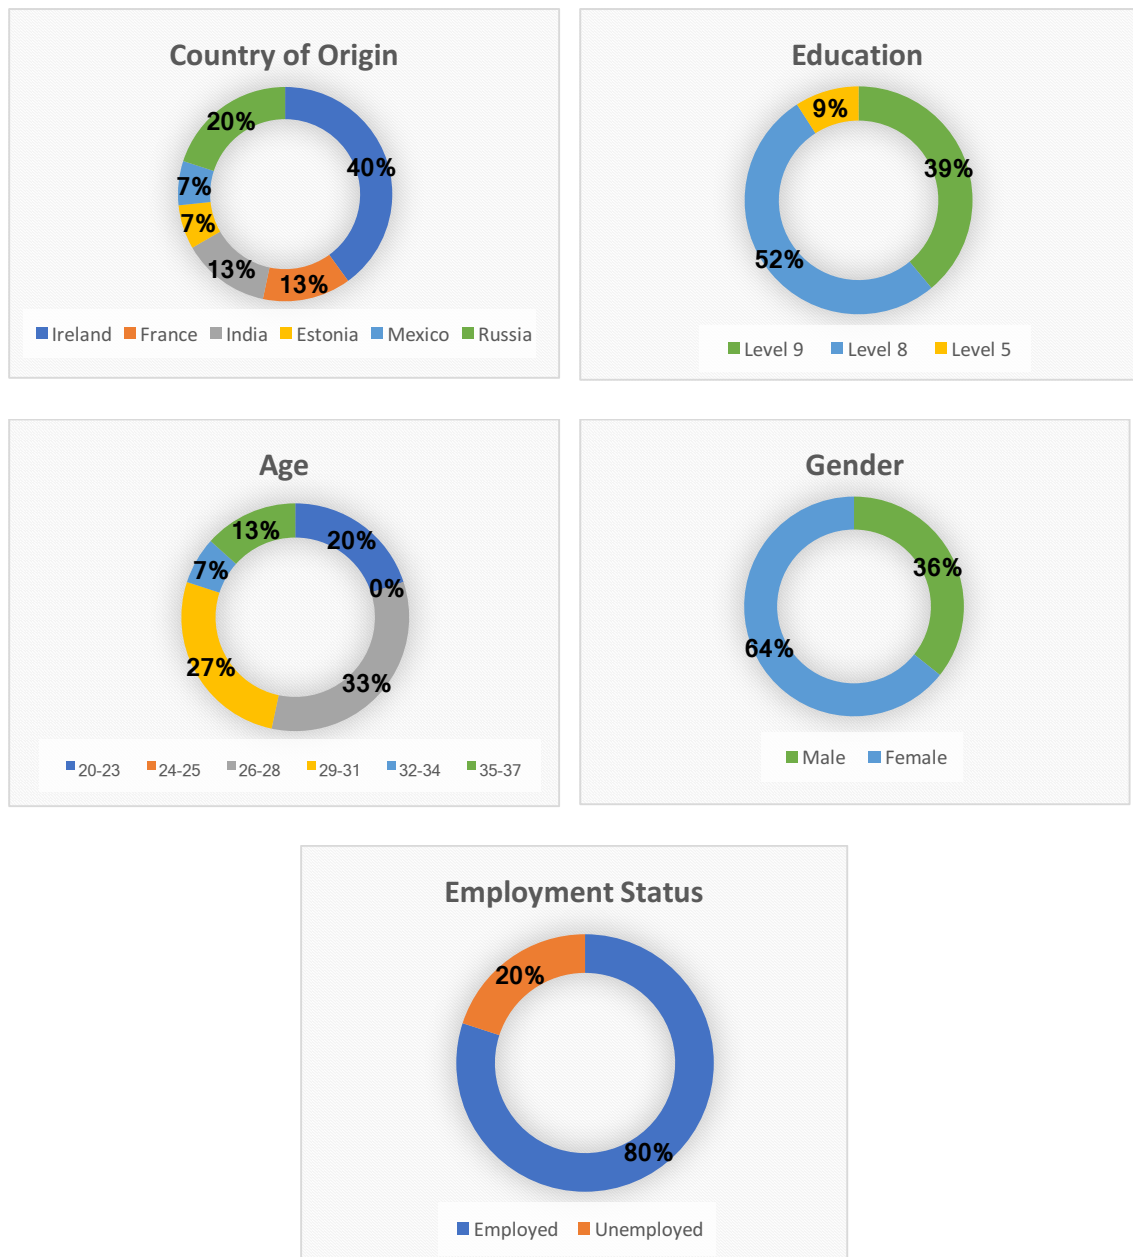 Country of Origin
20%
40%
7%
7%
13%
13%
Ireland France India Estonia Mexico Russia
Education
9%
39%
52%
Level 9 Level 8 Level 5
Age
13%
20%
7%
0%
27%
33%
20-23 24-25 26-28 29-31 32-34 35-37
Gender
36%
64%
Male Female
Employment Status
20%
80%
Employed Unemployed